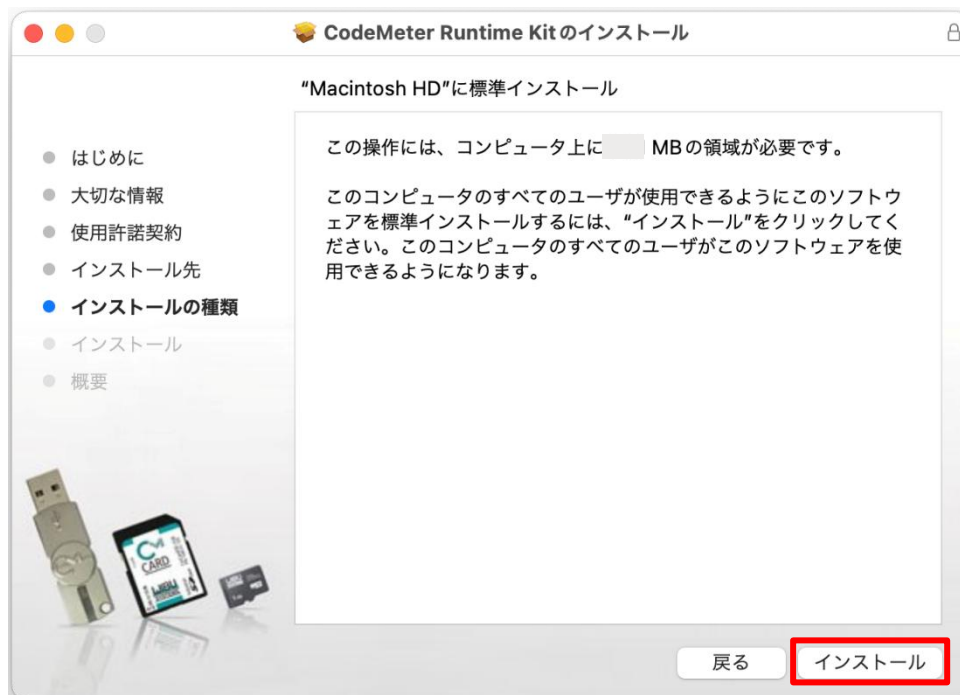 CodeMeter Runtime Kitのインストール
“Macintosh HD”に標準インストール
はじめに
大切な情報
使用許諾契約
インストール先
インストールの種類
インストール
概要
この操作には、コンピュータ上に MBの領域が必要です。
このコンピュータのすべてのユーザが使用できるようにこのソフトウ
ェアを標準インストールするには、“インストール”をクリックしてく
ださい。このコンピュータのすべてのユーザがこのソフトウェアを使
用できるようになります。
CARD
戻る
インストール